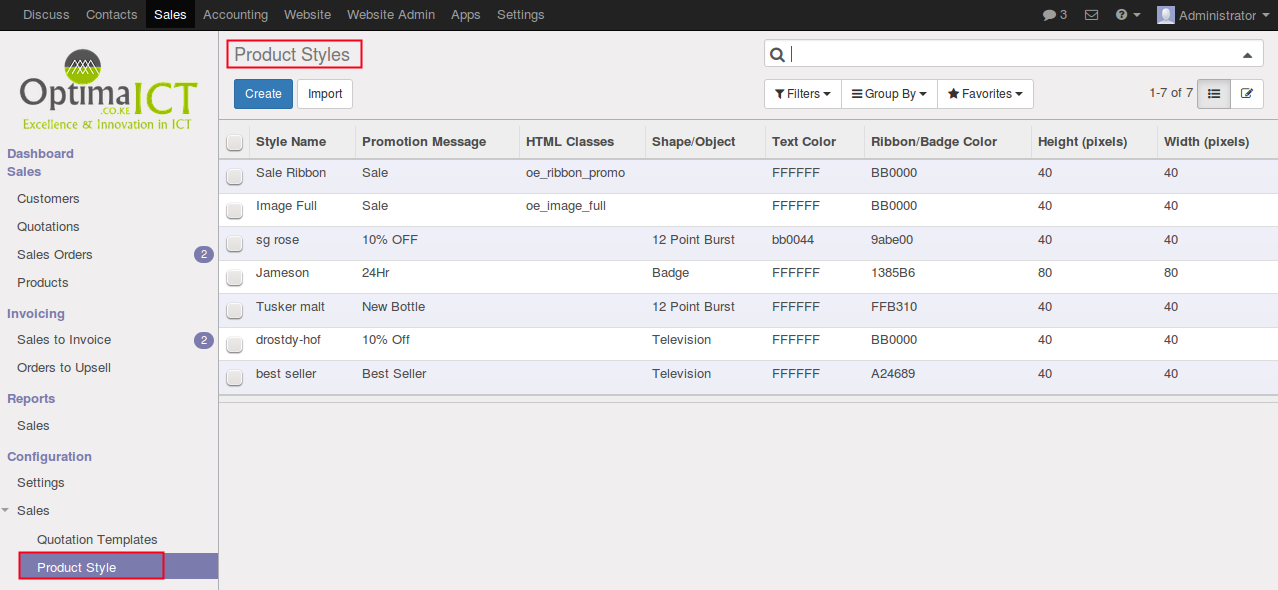 Discuss Contacts Sales Accounting Website Website Admin Apps Settings 3 Administrator
Optima ICT
.CO.KE
Excellence & Innovation in ICT
Dashboard
Sales
Customers
Quotations
Sales Orders 2
Products
Invoicing
Sales to Invoice 2
Orders to Upsell
Reports
Sales
Configuration
Settings
Sales
Quotation Templates
Product Style
Product Styles
Create Import Filters Group By Favorites 1-7 of 7
Style Name Promotion Message HTML Classes Shape/Object Text Color Ribbon/Badge Color Height (pixels) Width (pixels)
Sale Ribbon Sale oe_ribbon_promo FFFFFF BB0000 40 40
Image Full Sale oe_image_full FFFFFF BB0000 40 40
sg rose 10% OFF 12 Point Burst bb0044 9abe00 40 40
Jameson 24Hr Badge FFFFFF 1385B6 80 80
Tusker malt New Bottle 12 Point Burst FFFFFF FFB310 40 40
drostdy-hof 10% Off Television FFFFFF BB0000 40 40
best seller Best Seller Television FFFFFF A24689 40 40